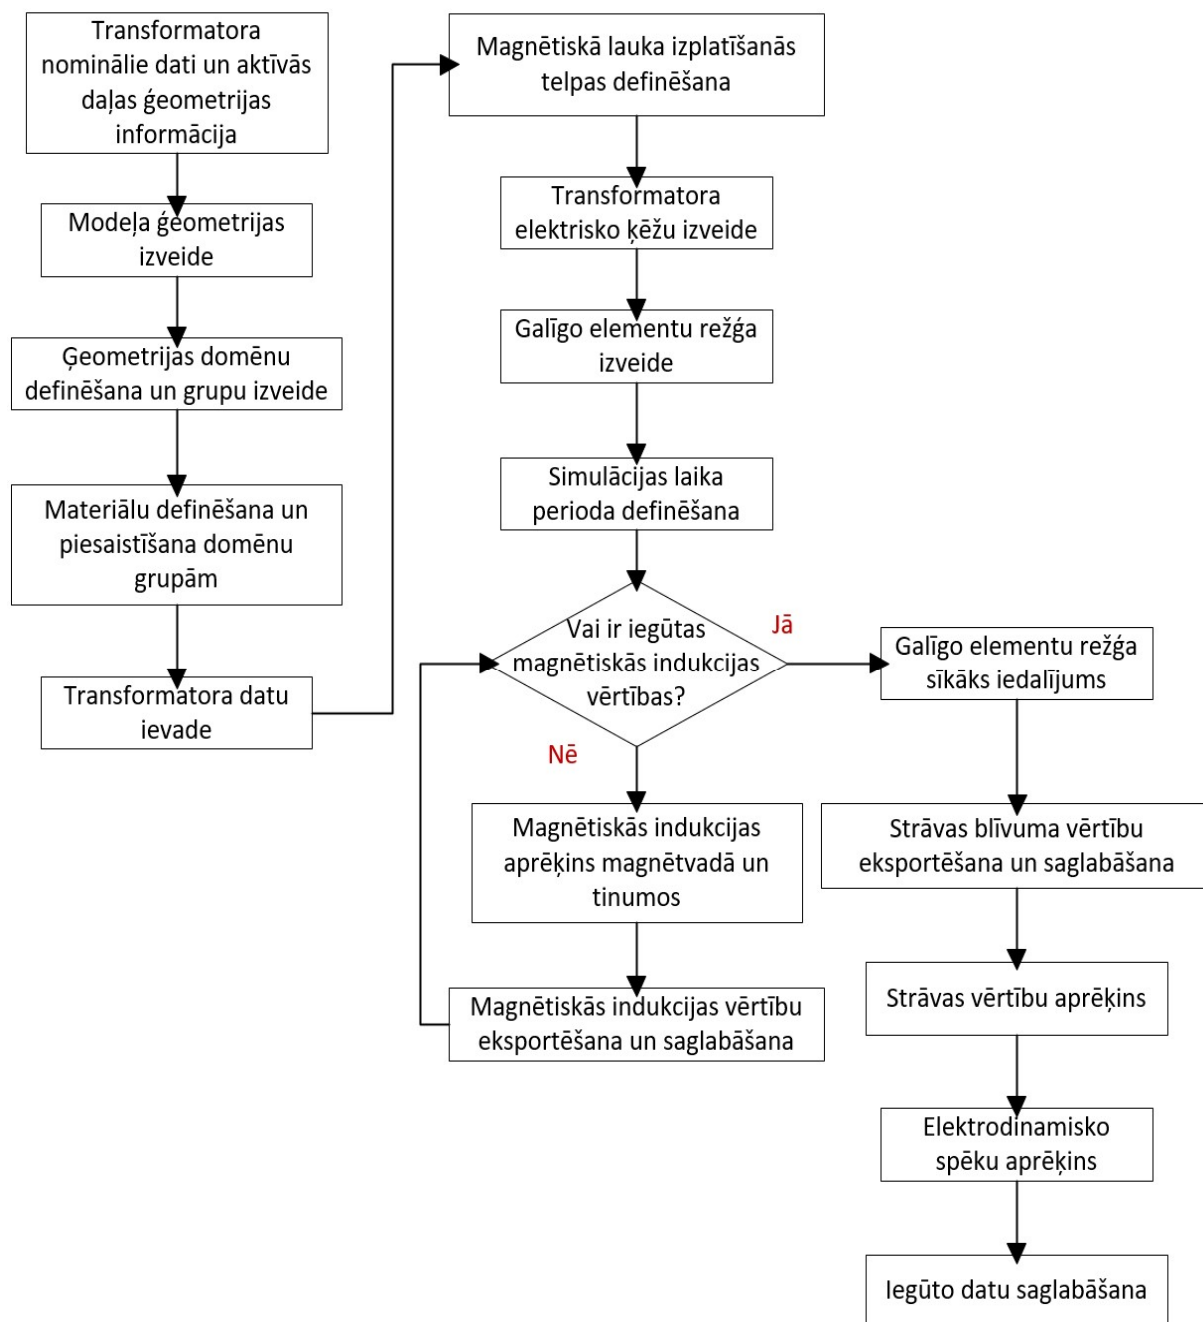 Transformatora
nominālie dati un aktīvās
daļas ģeometrijas
informācija
Modeļa ģeometrijas
izveide
Ģeometrijas domēnu
definēšana un grupu izveide
Materiālu definēšana un
piesaistīšana domēnu
grupām
Transformatora datu
ievade
Magnētiskā lauka izplatīšanās
telpas definēšana
Transformatora
elektrisko ķēžu izveide
Galīgo elementu režģa
izveide
Simulācijas laika
perioda definēšana
Vai ir iegūtas
magnētiskās indukcijas
vērtības?
Jā
Nē
Magnētiskās indukcijas
aprēķins magnētvadā un
tinumos
Magnētiskās indukcijas vērtību
eksportēšana un saglabāšana
Galīgo elementu režģa
sīkāks iedalījums
Strāvas blīvuma vērtību
eksportēšana un saglabāšana
Strāvas vērtību aprēķins
Elektrodinamisko
spēku aprēķins
Iegūto datu saglabāšana